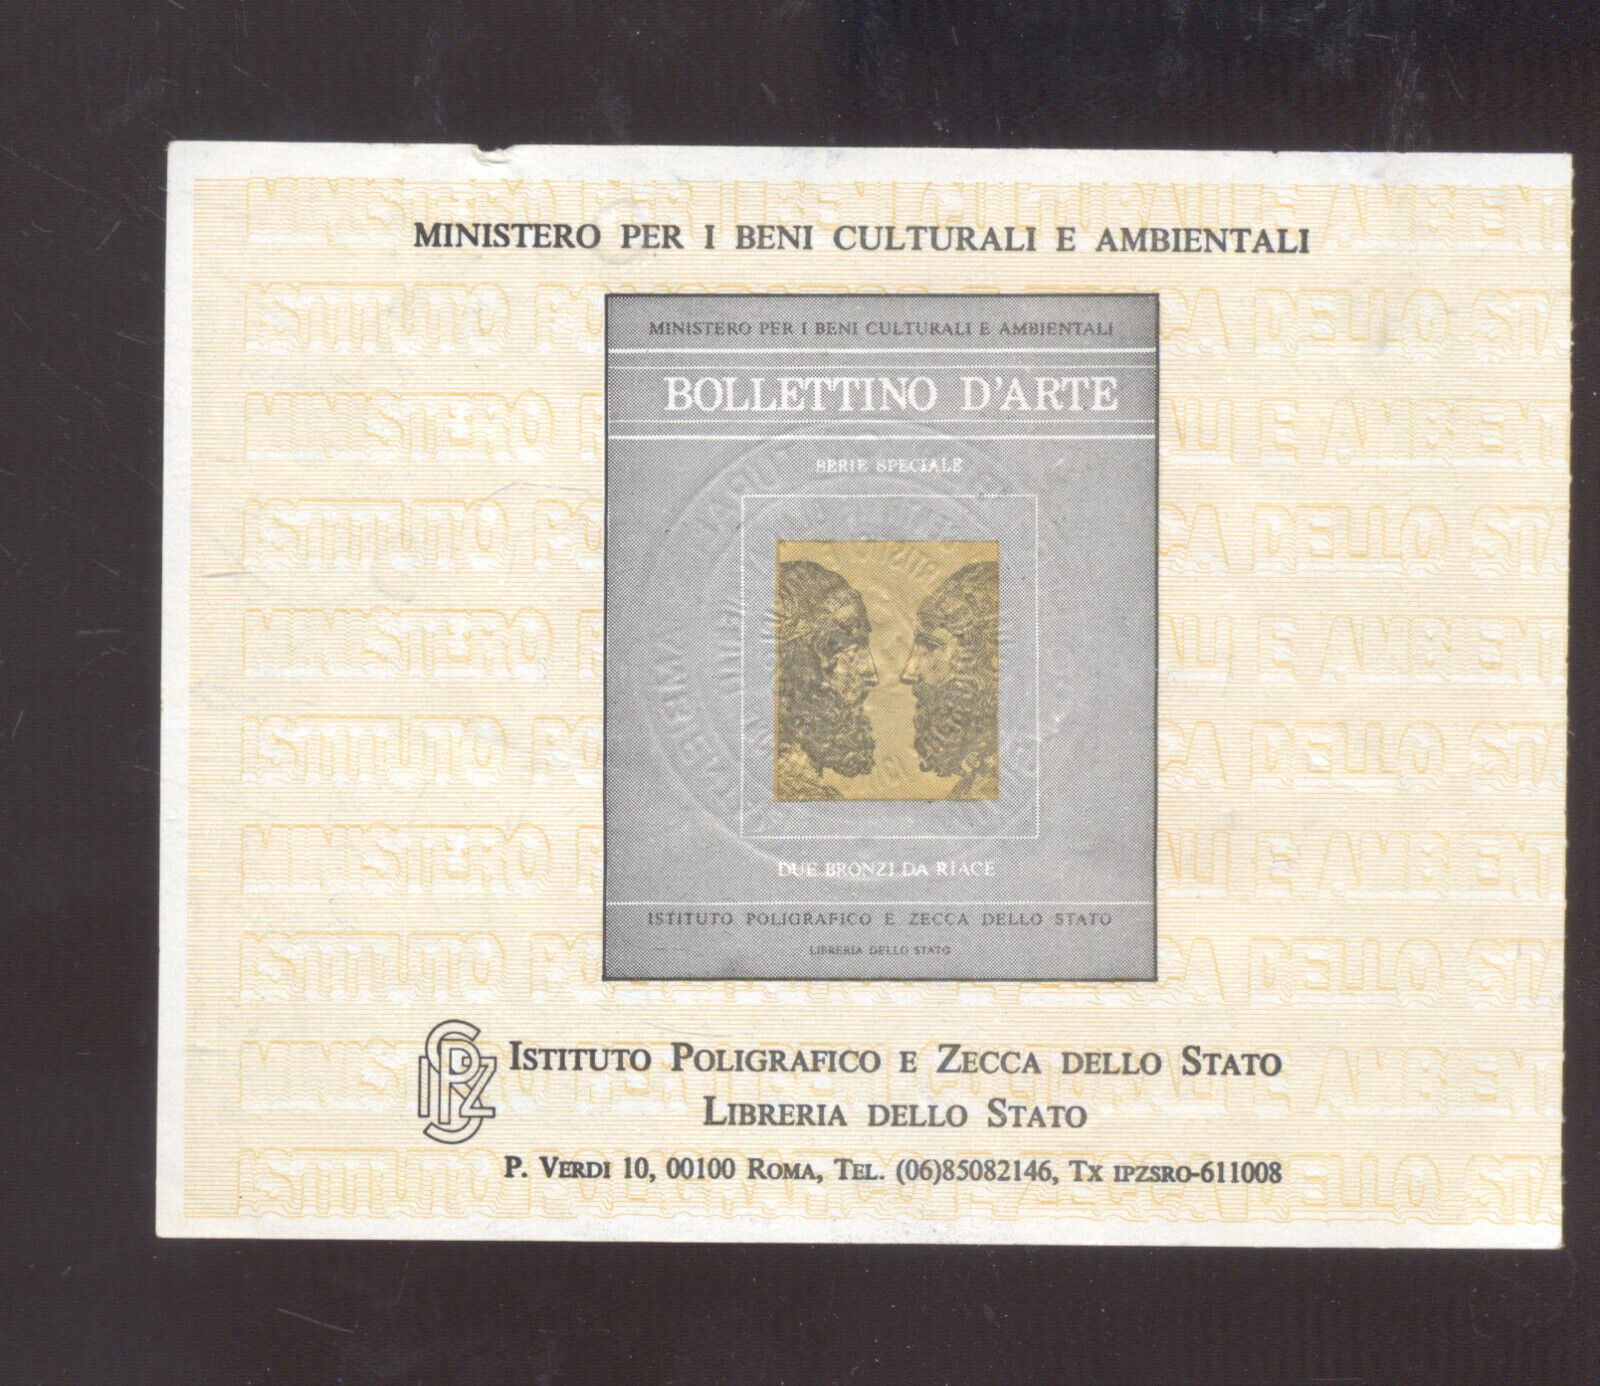 MINISTERO PER I BENI CULTURALI E AMBIENTALI
MINISTERO PER I BENI CULTURALI E AMBIENTALI
BOLLETTINO D'ARTE
SERIE SPECIALE
DUE BRONZI DA RIACE
ISTITUTO POLIGRAFICO E ZECCA DELLO STATO
LIBRERIA DELLO STATO
IPZS
ISTITUTO POLIGRAFICO E ZECCA DELLO STATO
LIBRERIA DELLO STATO
P. VERDI 10, 00100 ROMA, TEL. (06)85082146, TX IPZSRO-611008